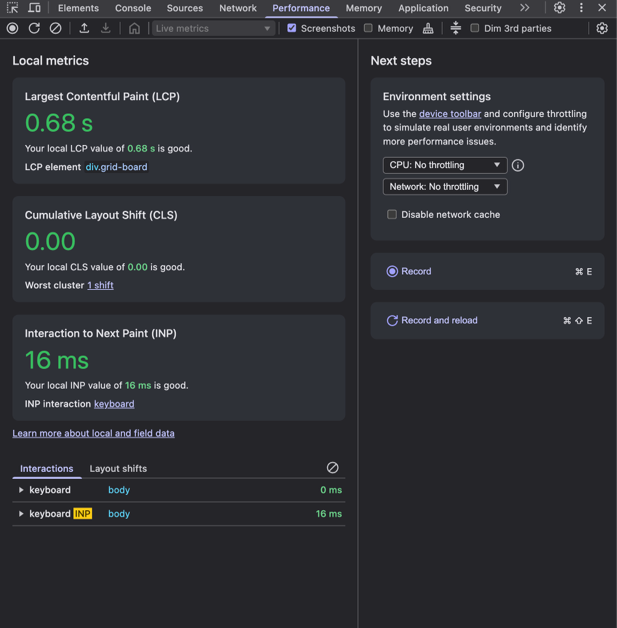 Elements Console Sources Network Performance Memory Application Security
Live metrics Screenshots Memory Dim 3rd parties
Local metrics
Largest Contentful Paint (LCP)
0.68 s
Your local LCP value of 0.68 s is good.
LCP element div.grid-board
Cumulative Layout Shift (CLS)
0.00
Your local CLS value of 0.00 is good.
Worst cluster 1 shift
Interaction to Next Paint (INP)
16 ms
Your local INP value of 16 ms is good.
INP interaction keyboard
Learn more about local and field data
Interactions Layout shifts
keyboard body 0 ms
keyboard INP body 16 ms
Next steps
Environment settings
Use the device toolbar and configure throttling
to simulate real user environments and identify
more performance issues.
CPU: No throttling
Network: No throttling
Disable network cache
Record ⌘ E
Record and reload ⌘ ⇧ E